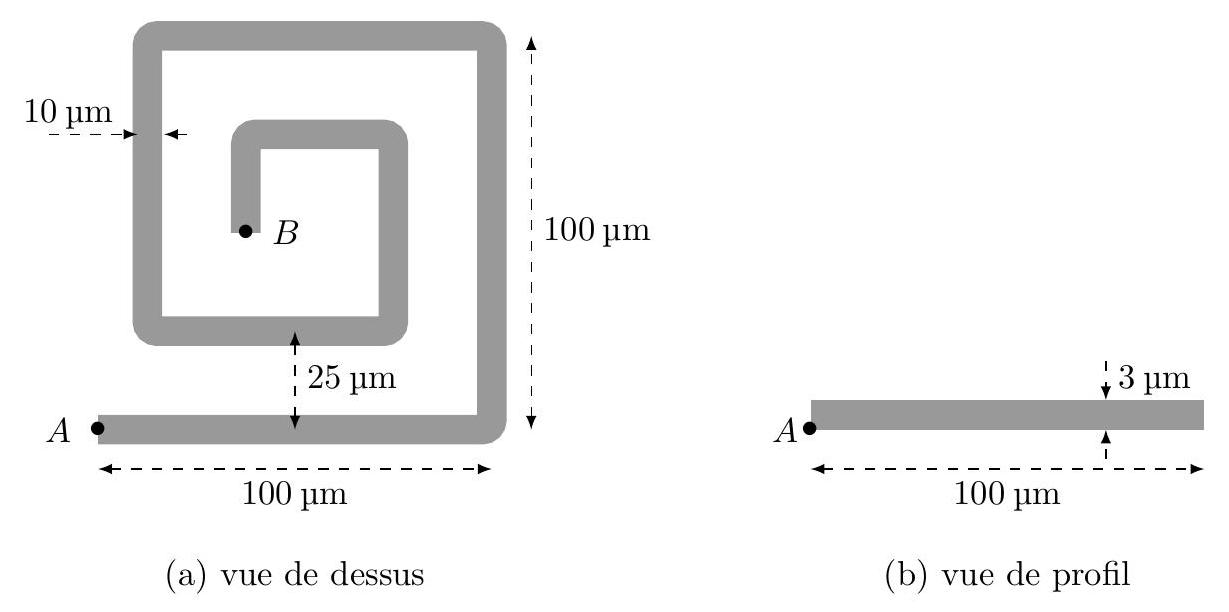 10 µm
B
100 µm
25 µm
A
100 µm
(a) vue de dessus
3 µm
A
100 µm
(b) vue de profil